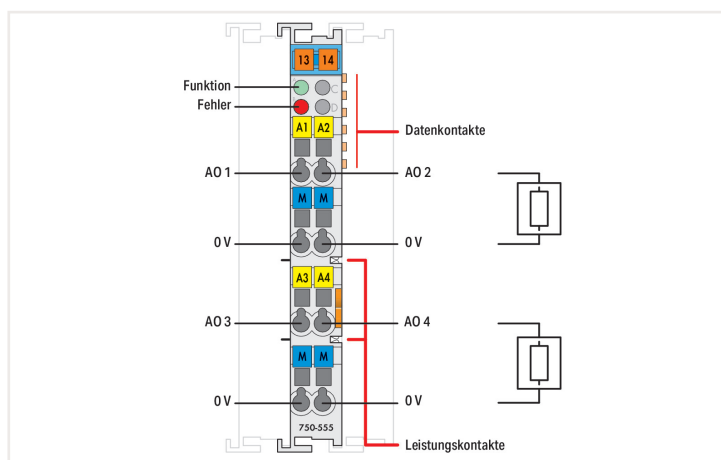 13 14
Funktion
C
Fehler
D
A1 A2
Datenkontakte
AO 1
AO 2
M M
0 V
0 V
A3 A4
AO 3
AO 4
M M
0 V
0 V
750-555
Leistungskontakte